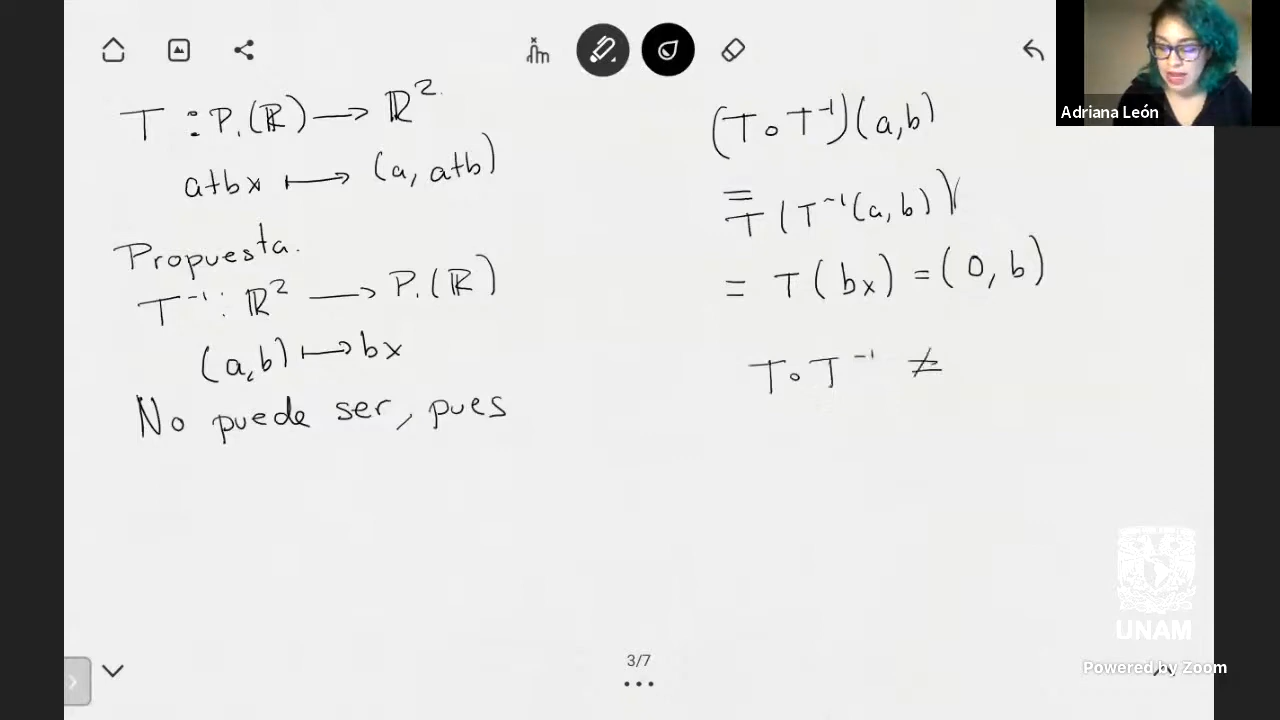 T : P₁(ℝ) ⟶ ℝ²
a+bx ⟼ (a, a+b)
Propuesta.
T⁻¹ : ℝ² ⟶ P₁(ℝ)
(a,b) ⟼ bx
No puede ser, pues
(T ∘ T⁻¹)(a,b)
= T(T⁻¹(a,b))
= T(bx) = (0, b)
T ∘ T⁻¹ ≠
Adriana León
3/7
UNAM
Powered by Zoom